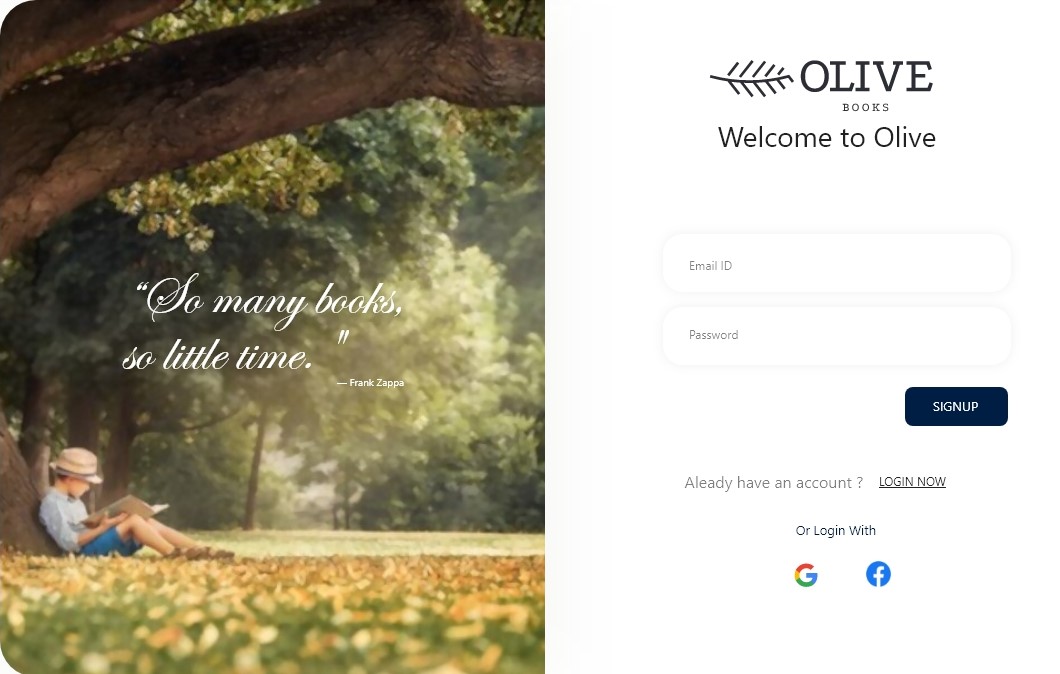 “So many books,
so little time. "
— Frank Zappa
OLIVE
BOOKS
Welcome to Olive
Email ID
Password
SIGNUP
Aleady have an account ? LOGIN NOW
Or Login With